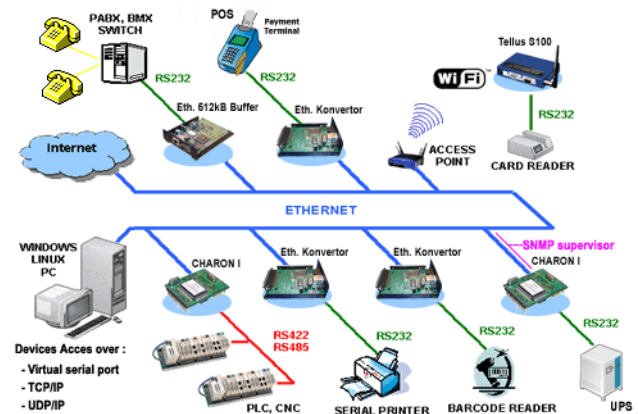 PABX, BMX
SWITCH
POS
Payment
Terminal
Tellus S100
WiFi
RS232
RS232
RS232
Eth. 512kB Buffer
Eth. Konvertor
ACCESS
POINT
CARD READER
Internet
ETHERNET
WINDOWS
LINUX
PC
CHARON I
Eth. Konvertor
Eth. Konvertor
SNMP supervisor
CHARON I
RS422
RS485
RS232
RS232
RS232
Devices Acces over :
- Virtual serial port
- TCP/IP
- UDP/IP
PLC, CNC
SERIAL PRINTER
BARCODE READER
UPS